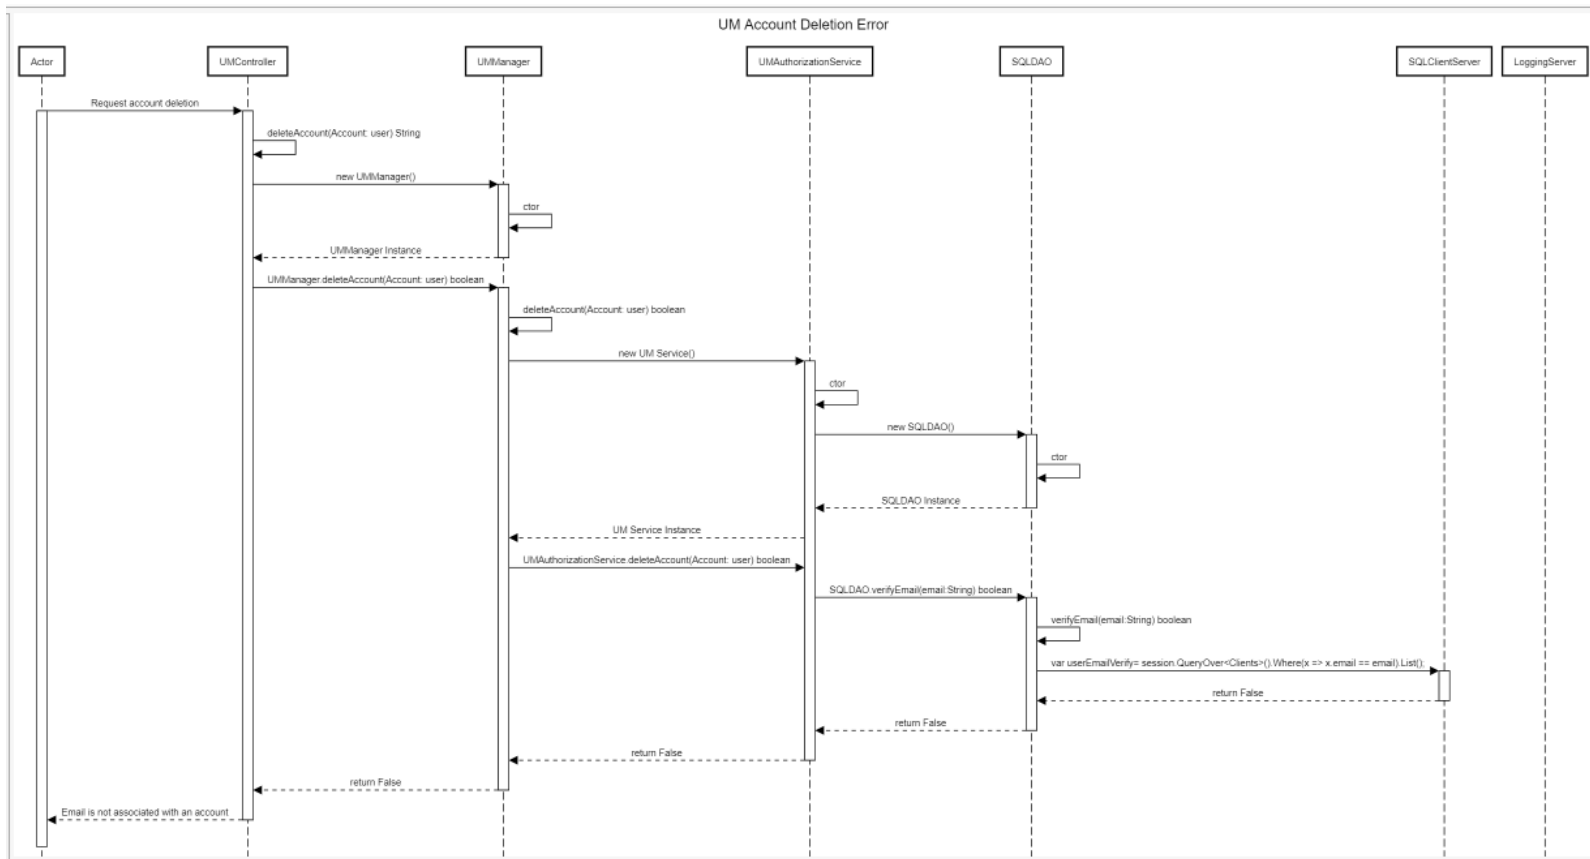 UM Account Deletion Error
Actor
UMController
UMManager
UMAuthorizationService
SQLDAO
SQLClientServer
LoggingServer
Request account deletion
deleteAccount(Account: user) String
new UMManager()
ctor
UMManager Instance
UMManager.deleteAccount(Account: user) boolean
deleteAccount(Account: user) boolean
new UM Service()
ctor
new SQLDAO()
ctor
SQLDAO Instance
UM Service Instance
UMAuthorizationService.deleteAccount(Account: user) boolean
SQLDAO.verifyEmail(email:String) boolean
verifyEmail(email:String) boolean
var userEmailVerify= session.QueryOver<Clients>().Where(x => x.email == email).List();
return False
return False
return False
return False
Email is not associated with an account